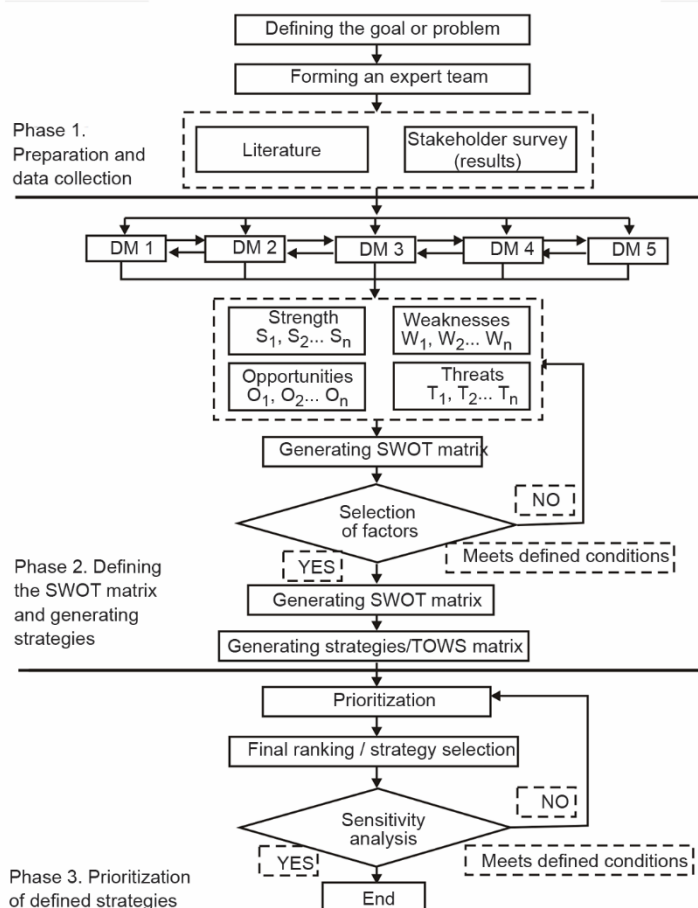 Defining the goal or problem
Forming an expert team
Phase 1.
Preparation and
data collection
Literature
Stakeholder survey
(results)
DM 1
DM 2
DM 3
DM 4
DM 5
Strength
S1, S2... Sn
Weaknesses
W1, W2... Wn
Opportunities
O1, O2... On
Threats
T1, T2... Tn
Generating SWOT matrix
Selection
of factors
NO
Meets defined conditions
YES
Phase 2. Defining
the SWOT matrix
and generating
strategies
Generating SWOT matrix
Generating strategies/TOWS matrix
Prioritization
Final ranking / strategy selection
Sensitivity
analysis
NO
Meets defined conditions
YES
Phase 3. Prioritization
of defined strategies
End